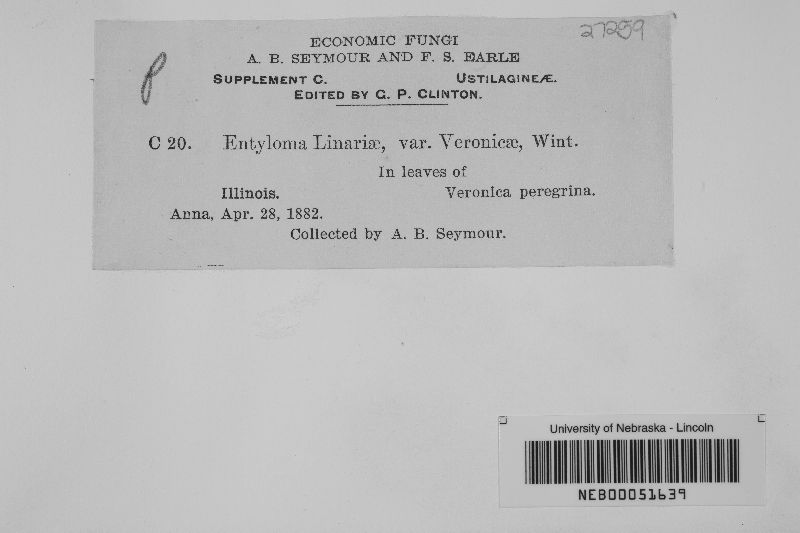 27259
ECONOMIC FUNGI
A. B. SEYMOUR AND F. S. EARLE
SUPPLEMENT C. USTILAGINEÆ.
EDITED BY G. P. CLINTON.
C 20. Entyloma Linariæ, var. Veronicæ, Wint.
In leaves of
Illinois. Veronica peregrina.
Anna, Apr. 28, 1882.
Collected by A. B. Seymour.
University of Nebraska - Lincoln
NEB00051639